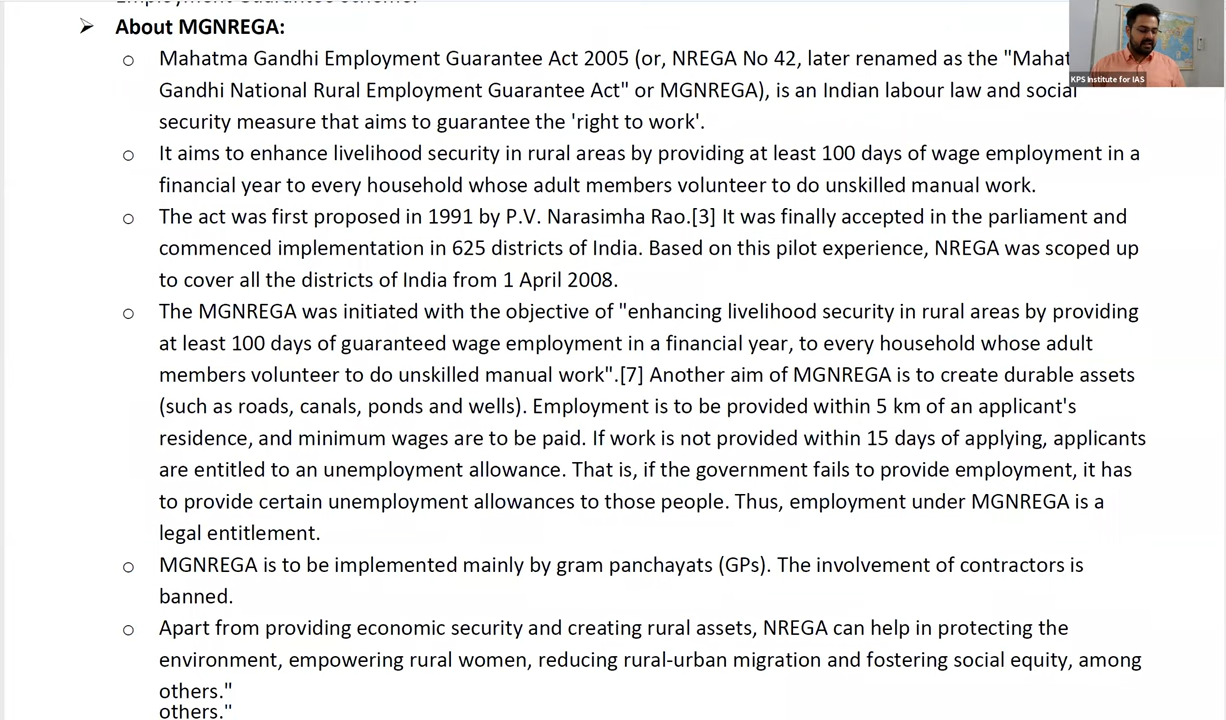 Employment Guarantee Scheme.
➢ About MGNREGA:
o Mahatma Gandhi Employment Guarantee Act 2005 (or, NREGA No 42, later renamed as the "Mahat
Gandhi National Rural Employment Guarantee Act" or MGNREGA), is an Indian labour law and social
security measure that aims to guarantee the 'right to work'.
o It aims to enhance livelihood security in rural areas by providing at least 100 days of wage employment in a
financial year to every household whose adult members volunteer to do unskilled manual work.
o The act was first proposed in 1991 by P.V. Narasimha Rao.[3] It was finally accepted in the parliament and
commenced implementation in 625 districts of India. Based on this pilot experience, NREGA was scoped up
to cover all the districts of India from 1 April 2008.
o The MGNREGA was initiated with the objective of "enhancing livelihood security in rural areas by providing
at least 100 days of guaranteed wage employment in a financial year, to every household whose adult
members volunteer to do unskilled manual work".[7] Another aim of MGNREGA is to create durable assets
(such as roads, canals, ponds and wells). Employment is to be provided within 5 km of an applicant's
residence, and minimum wages are to be paid. If work is not provided within 15 days of applying, applicants
are entitled to an unemployment allowance. That is, if the government fails to provide employment, it has
to provide certain unemployment allowances to those people. Thus, employment under MGNREGA is a
legal entitlement.
o MGNREGA is to be implemented mainly by gram panchayats (GPs). The involvement of contractors is
banned.
o Apart from providing economic security and creating rural assets, NREGA can help in protecting the
environment, empowering rural women, reducing rural-urban migration and fostering social equity, among
others."
others."
KPS Institute for IAS